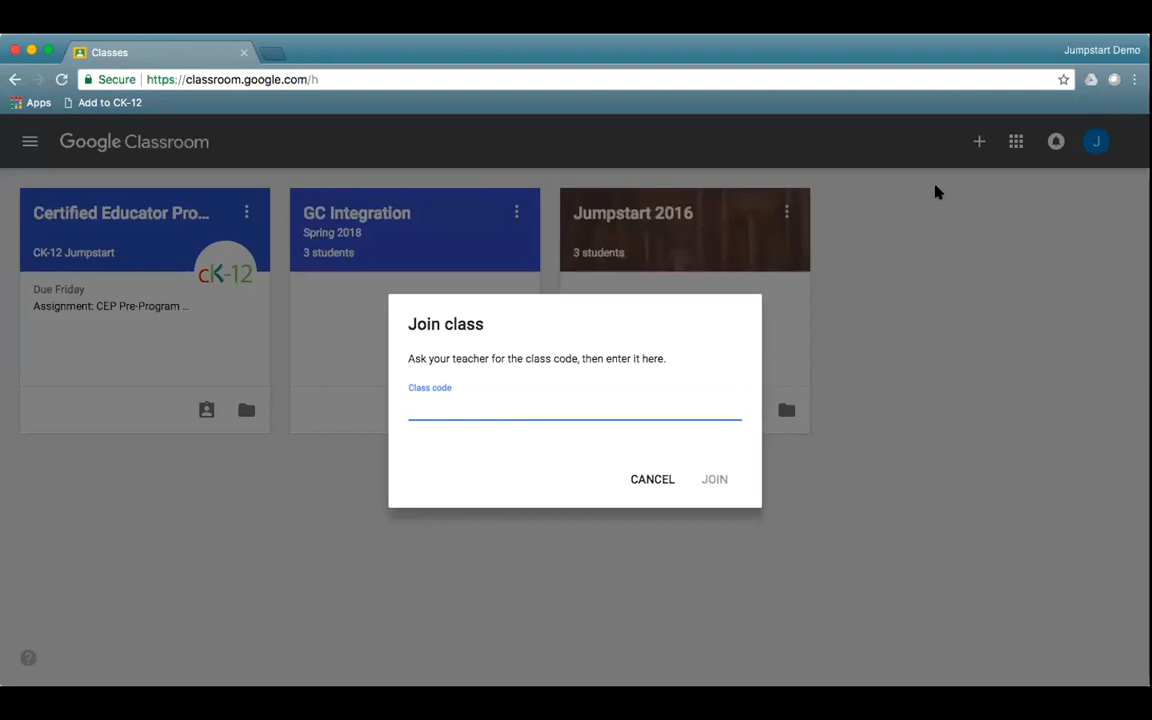 Classes
Jumpstart Demo
Secure https://classroom.google.com/h
Apps Add to CK-12
Google Classroom
J
Certified Educator Pro...
CK-12 Jumpstart
cK-12
Due Friday
Assignment: CEP Pre-Program ...
GC Integration
Spring 2018
3 students
Jumpstart 2016
3 students
Join class
Ask your teacher for the class code, then enter it here.
Class code
CANCEL JOIN
?